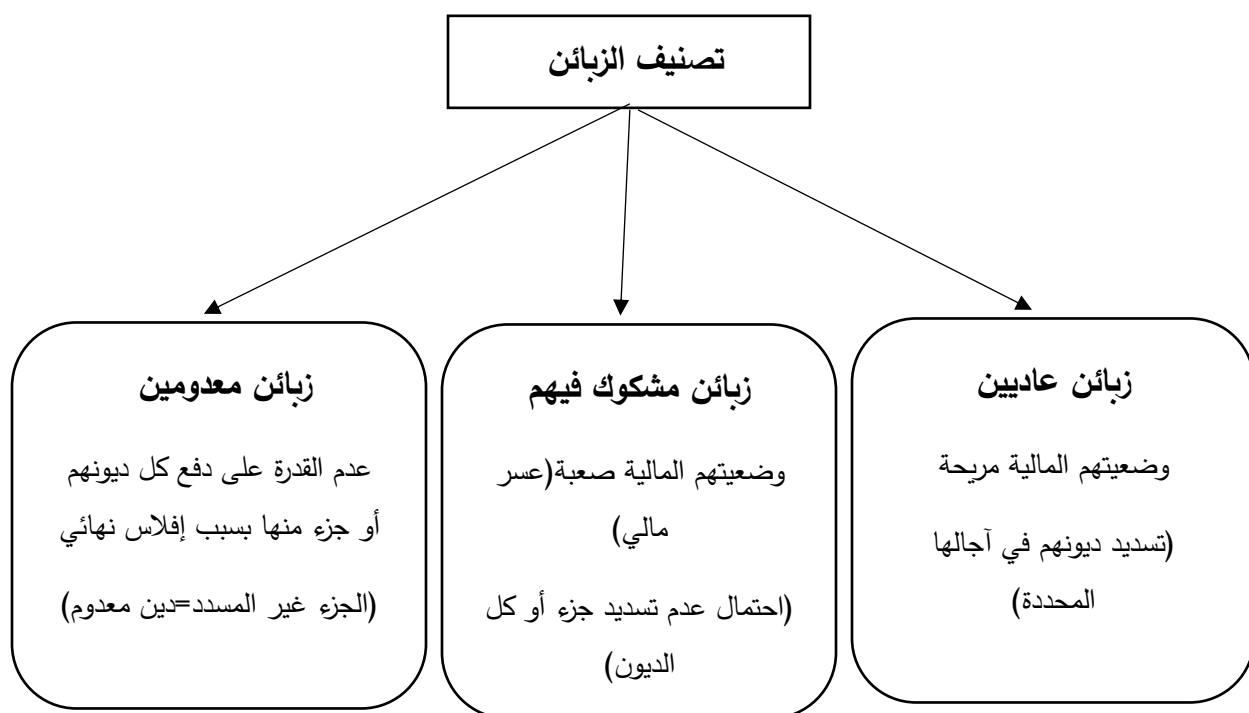 تصنيف الزبائن
زبائن عاديين
وضعيتهم المالية مريحة
(تسديد ديونهم في آجالها
المحددة)
زبائن مشكوك فيهم
وضعيتهم المالية صعبة(عسر
مالي)
(احتمال عدم تسديد جزء أو كل
الديون)
زبائن معدومين
عدم القدرة على دفع كل ديونهم
أو جزء منها بسبب إفلاس نهائي
(الجزء غير المسدد=دين معدوم)